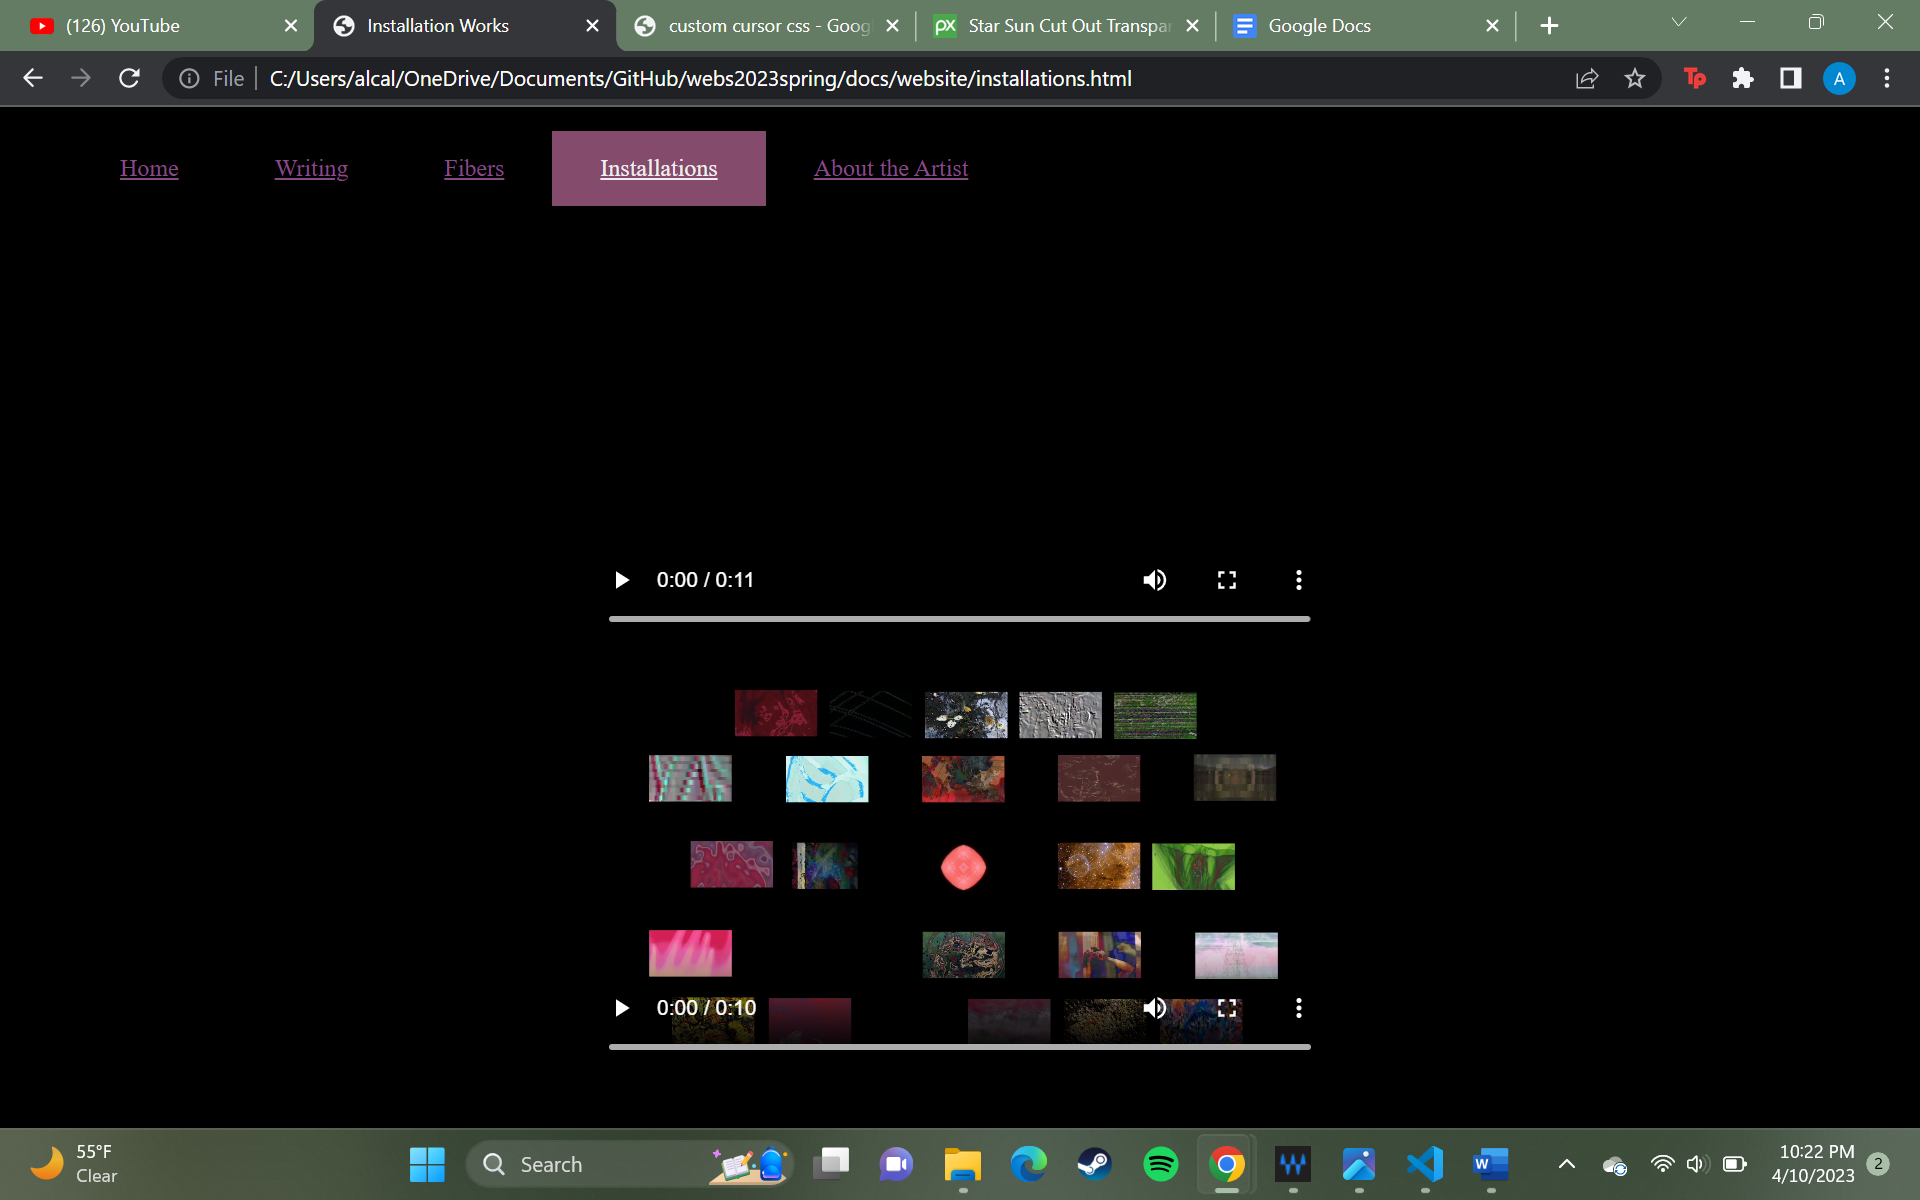 (126) YouTube
Installation Works
custom cursor css - Goog
Star Sun Cut Out Transpar
Google Docs
File
C:/Users/alcal/OneDrive/Documents/GitHub/webs2023spring/docs/website/installations.html
Tp
A
Home
Writing
Fibers
Installations
About the Artist
0:00 / 0:11
0:00 / 0:10
55°F
Clear
Search
10:22 PM
4/10/2023
2